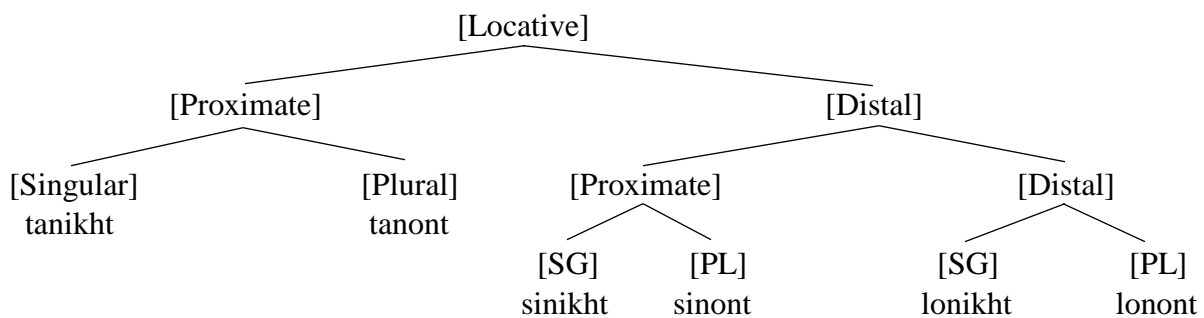 [Locative]
[Proximate] [Distal]
[Singular] [Plural] [Proximate] [Distal]
tanikht tanont
[SG] [PL] [SG] [PL]
sinikht sinont lonikht lonont